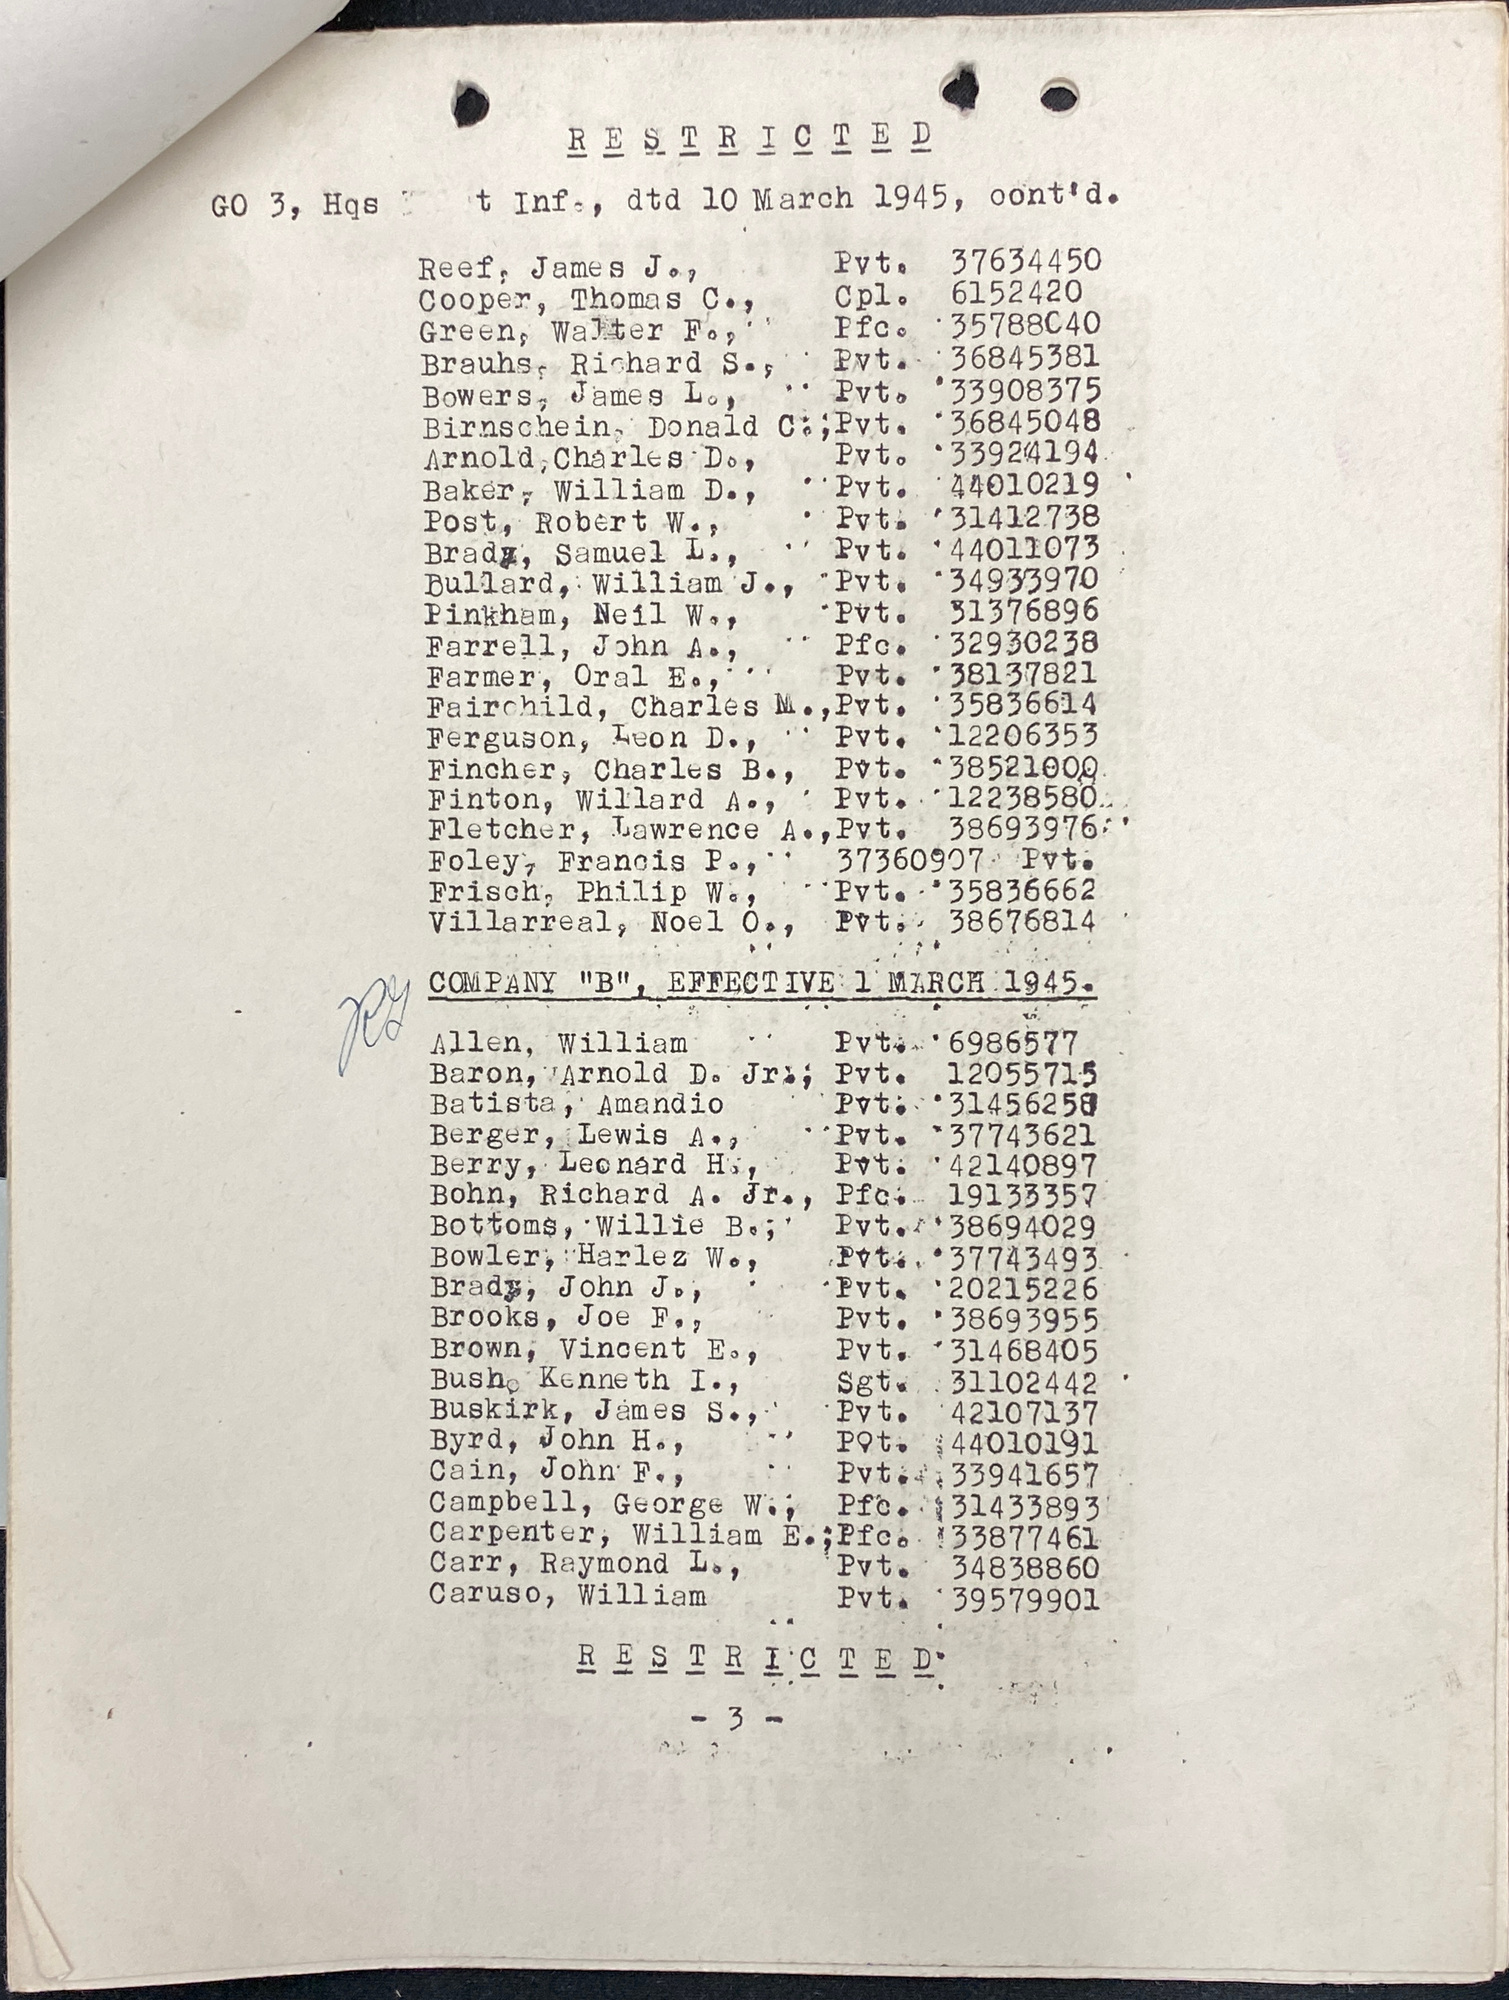 R E S T R I C T E D
GO 3, Hqs t Inf., dtd 10 March 1945, cont'd.
Reef, James J., Pvt. 37634450
Cooper, Thomas C., Cpl. 6152420
Green, Walter F., Pfc. 35788040
Brauhs, Richard S., Pvt. 36845381
Bowers, James L., Pvt. 33908375
Birnschein, Donald C., Pvt. 36845048
Arnold, Charles D., Pvt. 33924194
Baker, William D., Pvt. 44010219
Post, Robert W., Pvt. 31412738
Brady, Samuel L., Pvt. 44011073
Bullard, William J., Pvt. 34933970
Pinkham, Neil W., Pvt. 31376896
Farrell, John A., Pfc. 32930238
Farmer, Oral E., Pvt. 38137821
Fairchild, Charles M., Pvt. 35836614
Ferguson, Leon D., Pvt. 12206353
Fincher, Charles B., Pvt. 38521000
Finton, Willard A., Pvt. 12238580
Fletcher, Lawrence A., Pvt. 38693976
Foley, Francis P., 37360907 Pvt.
Frisch, Philip W., Pvt. 35836662
Villarreal, Noel O., Pvt. 38676814
COMPANY "B", EFFECTIVE 1 MARCH 1945.
Allen, William Pvt. 6986577
Baron, Arnold D. Jr., Pvt. 12055715
Batista, Amandio Pvt. 31456258
Berger, Lewis A., Pvt. 37743621
Berry, Leonard H., Pvt. 42140897
Bohn, Richard A. Jr., Pfc. 19133357
Bottoms, Willie B., Pvt. 38694029
Bowler, Harlez W., Pvt. 37743493
Brady, John J., Pvt. 20215226
Brooks, Joe F., Pvt. 38693955
Brown, Vincent E., Pvt. 31468405
Bush, Kenneth I., Sgt. 31102442
Buskirk, James S., Pvt. 42107137
Byrd, John H., Pvt. 44010191
Cain, John F., Pvt. 33941657
Campbell, George W., Pfc. 31433893
Carpenter, William E., Pfc. 33877461
Carr, Raymond L., Pvt. 34838860
Caruso, William Pvt. 39579901
R E S T R I C T E D
- 3 -